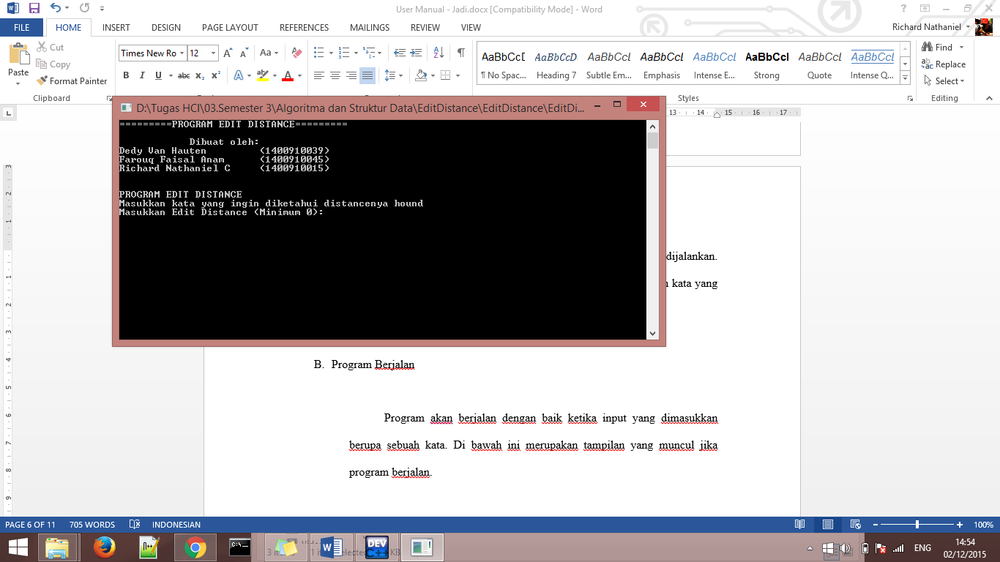 User Manual - Jadi.docx [Compatibility Mode] - Word
FILE HOME INSERT DESIGN PAGE LAYOUT REFERENCES MAILINGS REVIEW VIEW
Richard Nathaniel
Paste
Cut
Copy
Format Painter
Clipboard
Times New Ro 12
AaBbCcD AaBbCcD AaBbCcL AaBbCcL AaBbCcL AaBbCcL AaBbCcL AaBbCcL
¶ No Spac... Heading 7 Subtle Em... Emphasis Intense E... Strong Quote Intense Q...
Styles
Find
Replace
Select
Editing
D:\Tugas HCI\03.Semester 3\Algoritma dan Struktur Data\EditDistance\EditDistance\EditDi...
13 14 15 16 17
=========PROGRAM EDIT DISTANCE=========
Dibuat oleh:
Dedy Van Hauten (1400910039)
Farouq Faisal Anam (1400910045)
Richard Nathaniel C (1400910015)
PROGRAM EDIT DISTANCE
Masukkan kata yang ingin diketahui distancenya hound
Masukkan Edit Distance (Minimum 0):
dijalankan.
kata yang
B. Program Berjalan
Program akan berjalan dengan baik ketika input yang dimasukkan
berupa sebuah kata. Di bawah ini merupakan tampilan yang muncul jika
program berjalan.
PAGE 6 OF 11 705 WORDS INDONESIAN
100%
ENG
14:54
02/12/2015